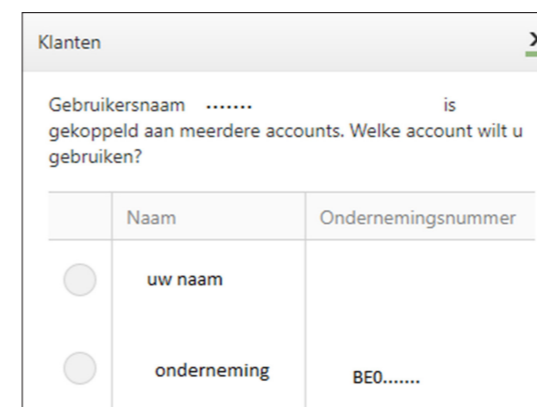 Klanten
Gebruikersnaam ....... is
gekoppeld aan meerdere accounts. Welke account wilt u
gebruiken?
Naam Ondernemingsnummer
uw naam
onderneming BE0.......